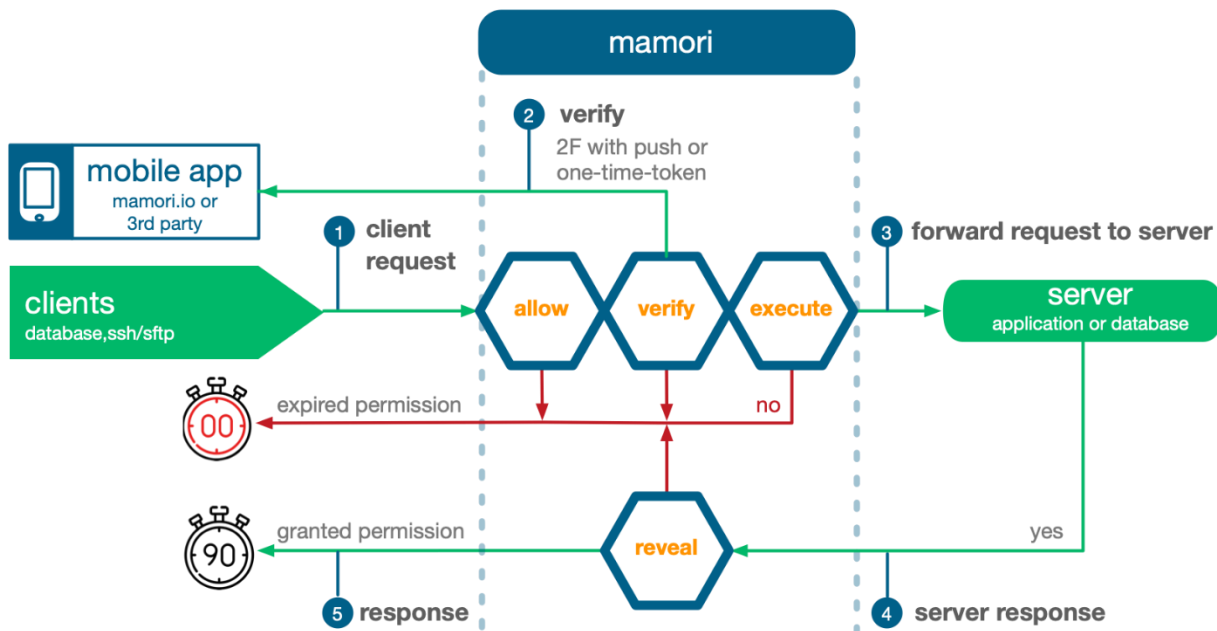 mamori
2
verify
2F with push or
one-time-token
mobile app
mamori.io or
3rd party
1
client
request
3
forward request to server
clients
database,ssh/sftp
allow
verify
execute
server
application or database
00
expired permission
no
90
granted permission
reveal
yes
5
response
4
server response